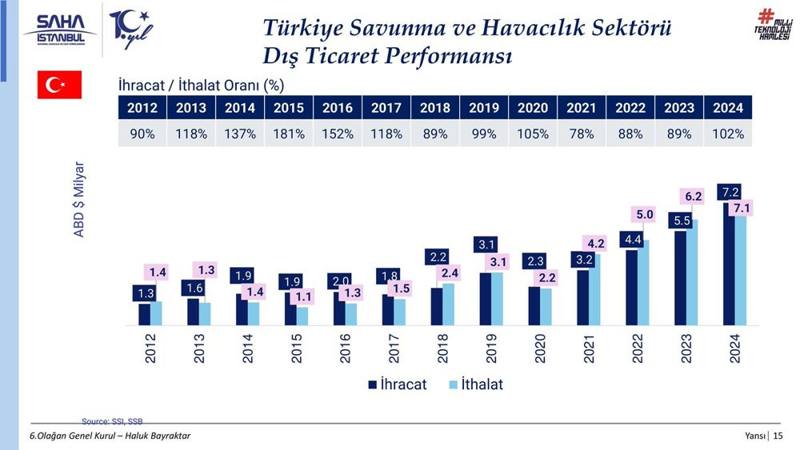 SAHA
İSTANBUL
10.yıl
Türkiye Savunma ve Havacılık Sektörü
Dış Ticaret Performansı
#MİLLİ
TEKNOLOJİ
HAMLESİ
İhracat / İthalat Oranı (%)
2012 2013 2014 2015 2016 2017 2018 2019 2020 2021 2022 2023 2024
90% 118% 137% 181% 152% 118% 89% 99% 105% 78% 88% 89% 102%
ABD $ Milyar
1.3 1.6 1.9 1.9 2.0 1.8 2.2 3.1 2.3 3.2 4.4 5.5 7.2
1.4 1.3 1.4 1.1 1.3 1.5 2.4 3.1 2.2 4.2 5.0 6.2 7.1
2012 2013 2014 2015 2016 2017 2018 2019 2020 2021 2022 2023 2024
İhracat İthalat
Source: SSI, SSB
6.Olağan Genel Kurul – Haluk Bayraktar
Yansı | 15